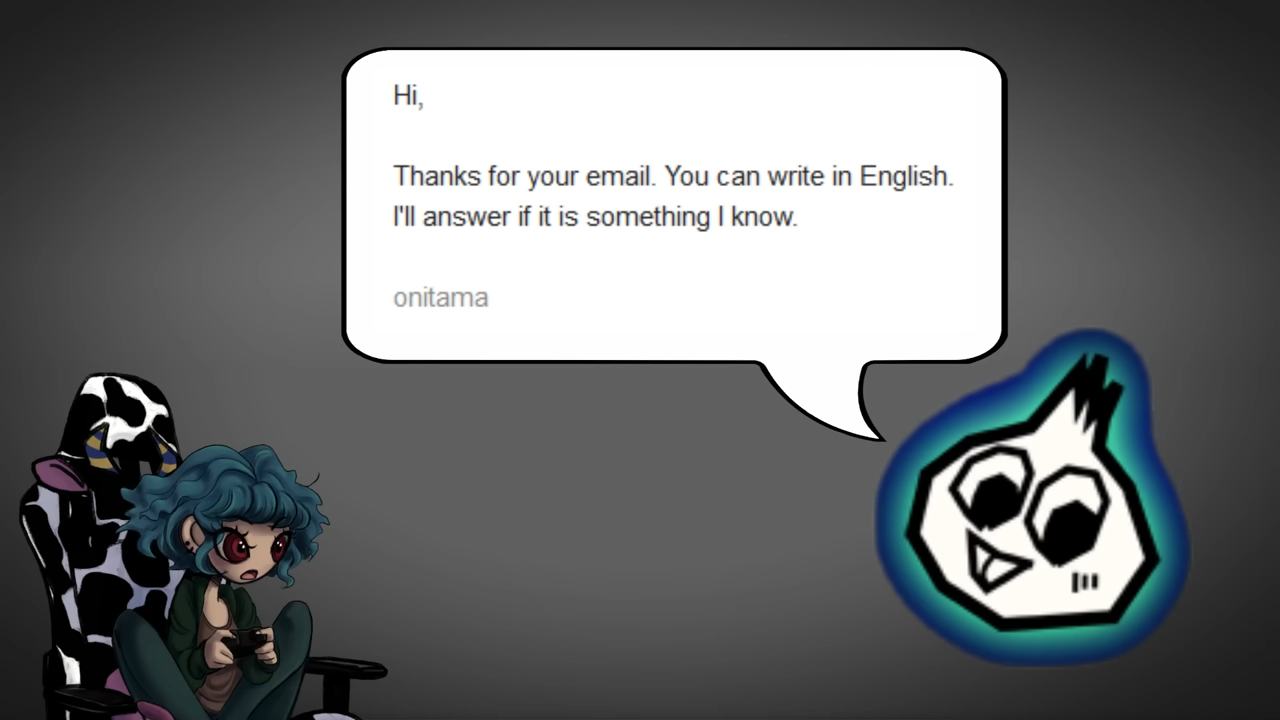 Hi,
Thanks for your email. You can write in English.
I'll answer if it is something I know.
onitama